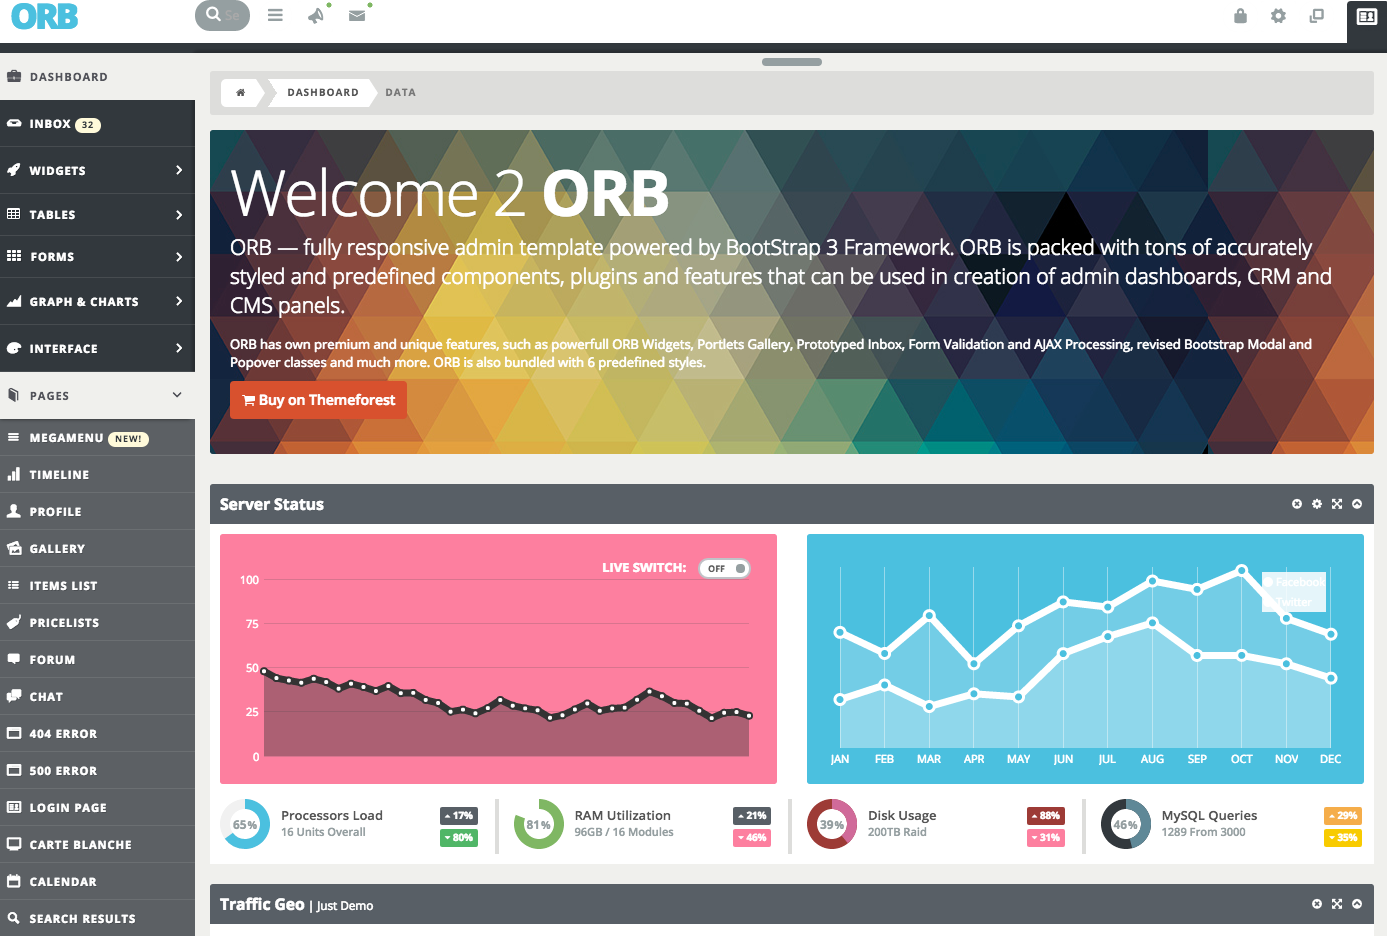 ORB
Se
DASHBOARD
INBOX 32
WIDGETS
TABLES
FORMS
GRAPH & CHARTS
INTERFACE
PAGES
MEGAMENU NEW!
TIMELINE
PROFILE
GALLERY
ITEMS LIST
PRICELISTS
FORUM
CHAT
404 ERROR
500 ERROR
LOGIN PAGE
CARTE BLANCHE
CALENDAR
SEARCH RESULTS
DASHBOARD DATA
Welcome 2 ORB
ORB — fully responsive admin template powered by BootStrap 3 Framework. ORB is packed with tons of accurately
styled and predefined components, plugins and features that can be used in creation of admin dashboards, CRM and
CMS panels.
ORB has own premium and unique features, such as powerfull ORB Widgets, Portlets Gallery, Prototyped Inbox, Form Validation and AJAX Processing, revised Bootstrap Modal and
Popover classes and much more. ORB is also bundled with 6 predefined styles.
Buy on Themeforest
Server Status
LIVE SWITCH: OFF
100
75
50
25
0
Facebook
Twitter
JAN FEB MAR APR MAY JUN JUL AUG SEP OCT NOV DEC
65%
Processors Load
16 Units Overall
17%
80%
81%
RAM Utilization
96GB / 16 Modules
21%
46%
39%
Disk Usage
200TB Raid
88%
31%
46%
MySQL Queries
1289 From 3000
29%
35%
Traffic Geo | Just Demo